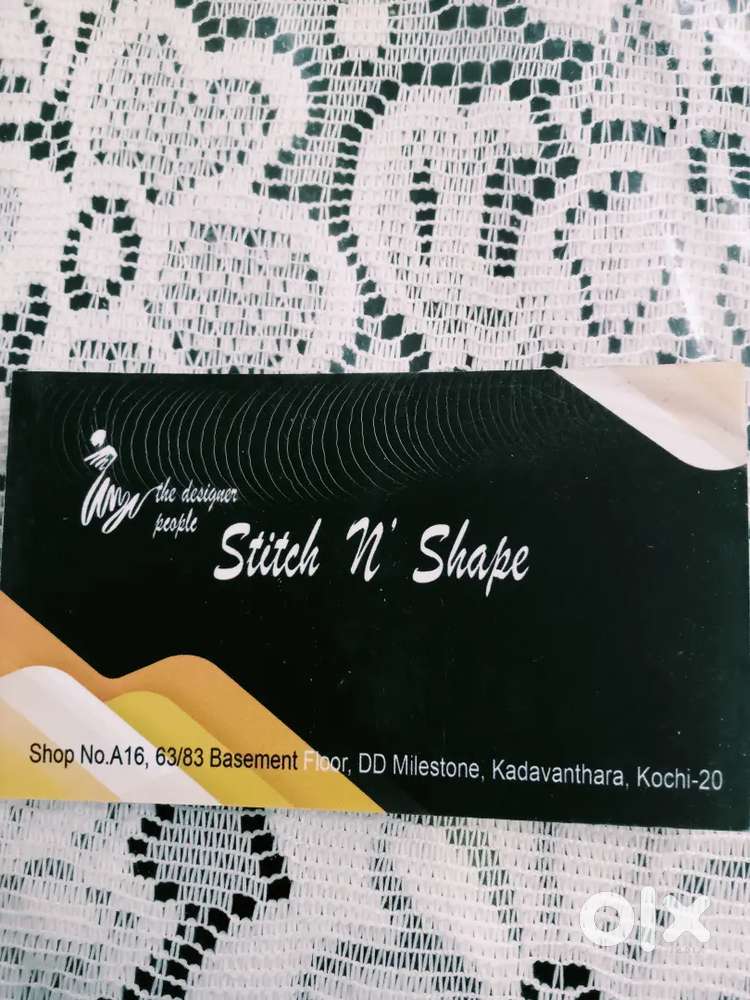 the designer
people
Stitch N' Shape
Shop No.A16, 63/83 Basement Floor, DD Milestone, Kadavanthara, Kochi-20
olx